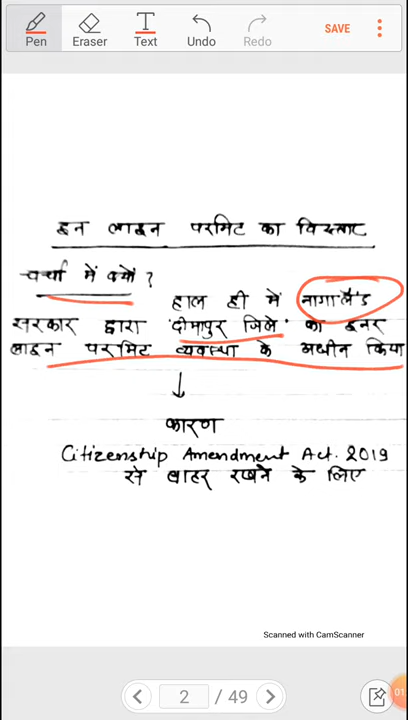 Pen Eraser Text Undo Redo SAVE
इन लाइन परमिट का विस्तार
चर्चा में क्यों ?
हाल ही में नागालैंड
सरकार द्वारा 'दीमापुर जिले' को इनर
लाइन परमिट व्यवस्था के अधीन किया
कारण
Citizenship Amendment Act. 2019
से बाहर रखने के लिए
Scanned with CamScanner
2 / 49